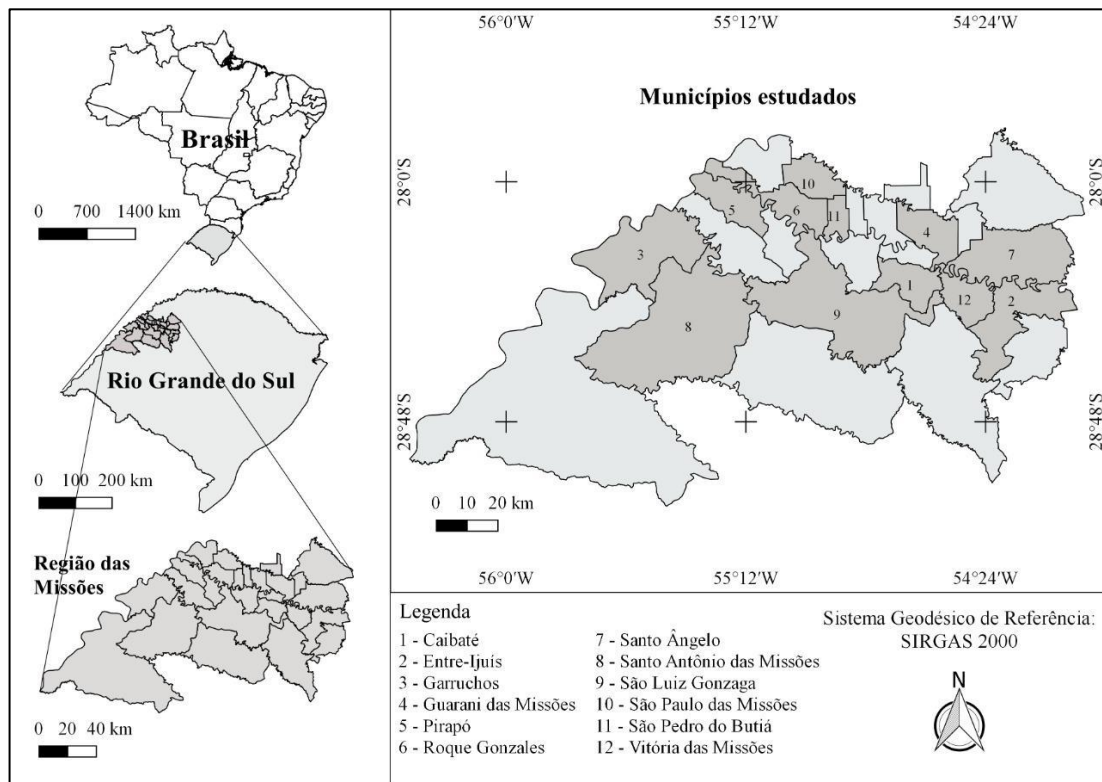 Brasil
0 700 1400 km
Rio Grande do Sul
0 100 200 km
Região das
Missões
0 20 40 km
56°0′W 55°12′W 54°24′W
Municípios estudados
28°0′S 28°0′S
10
5
6
11
4
3
7
1
12
2
9
8
28°48′S 28°48′S
0 10 20 km
56°0′W 55°12′W 54°24′W
Legenda
1 - Caibaté
2 - Entre-Ijuís
3 - Garruchos
4 - Guarani das Missões
5 - Pirapó
6 - Roque Gonzales
7 - Santo Ângelo
8 - Santo Antônio das Missões
9 - São Luiz Gonzaga
10 - São Paulo das Missões
11 - São Pedro do Butiá
12 - Vitória das Missões
Sistema Geodésico de Referência:
SIRGAS 2000
N